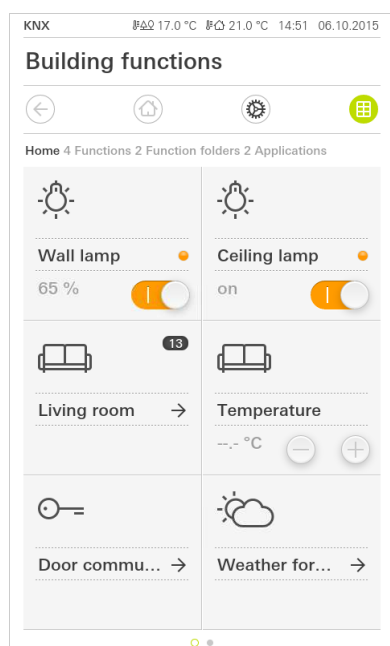 KNX 17.0 °C 21.0 °C 14:51 06.10.2015
Building functions
Home 4 Functions 2 Function folders 2 Applications
Wall lamp
Ceiling lamp
65 %
on
13
Living room
Temperature
--.- °C
Door commu...
Weather for...